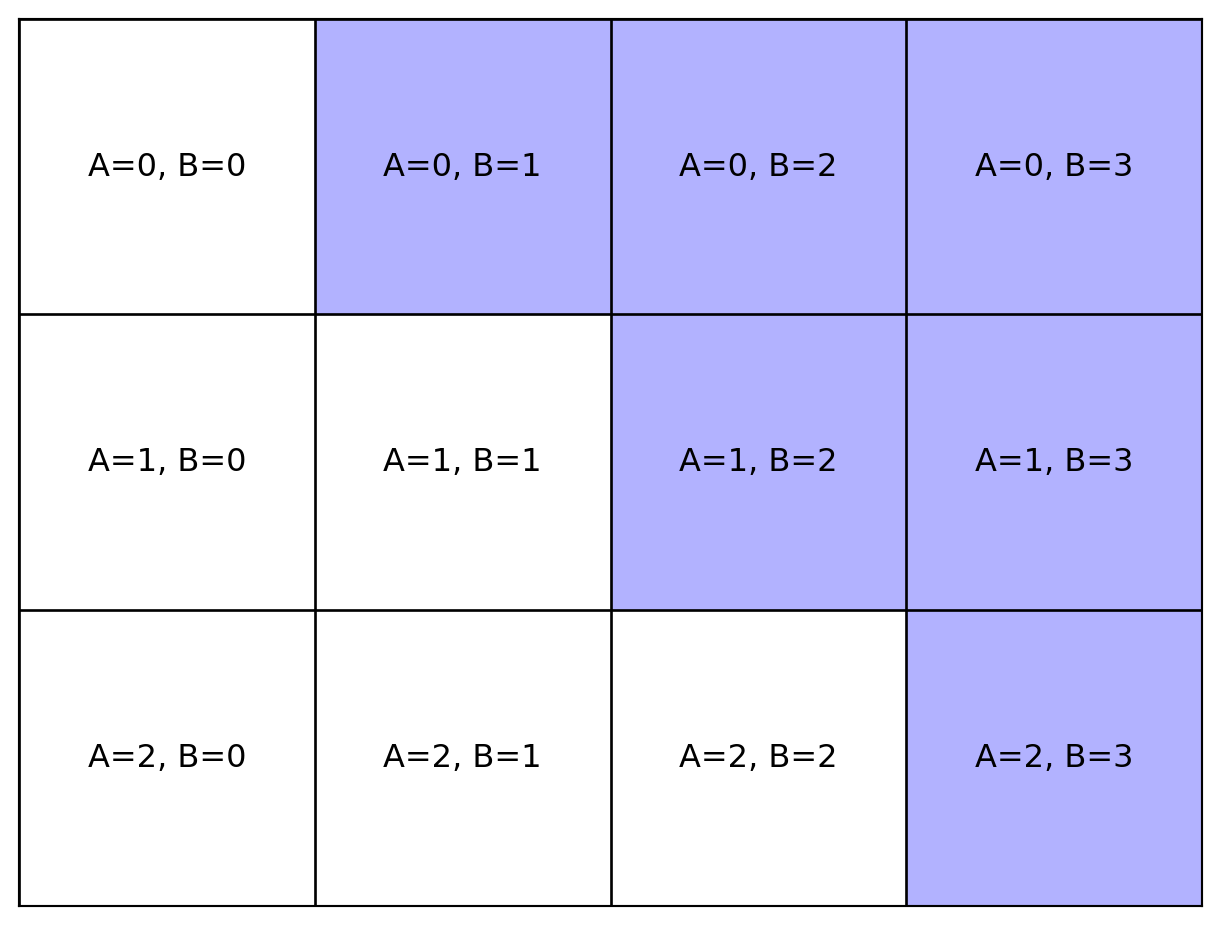 A=0, B=0 A=0, B=1 A=0, B=2 A=0, B=3
A=1, B=0 A=1, B=1 A=1, B=2 A=1, B=3
A=2, B=0 A=2, B=1 A=2, B=2 A=2, B=3